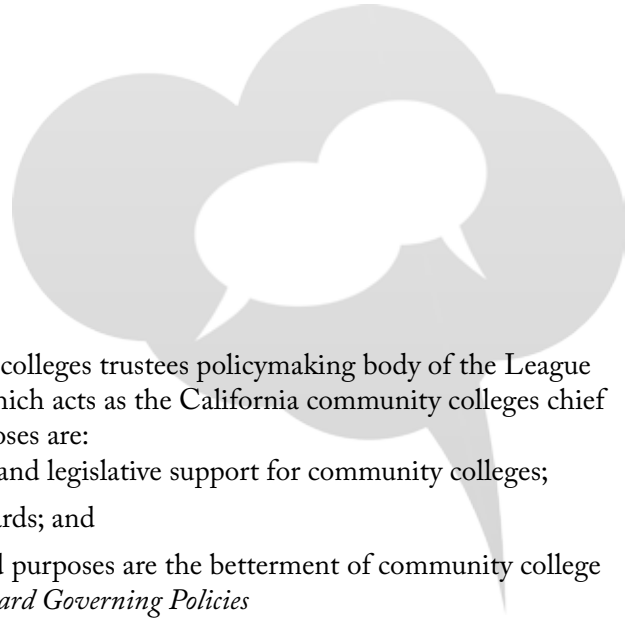 colleges trustees policymaking body of the League
hich acts as the California community colleges chief
oses are:
and legislative support for community colleges;
rds; and
purposes are the betterment of community college
ard Governing Policies